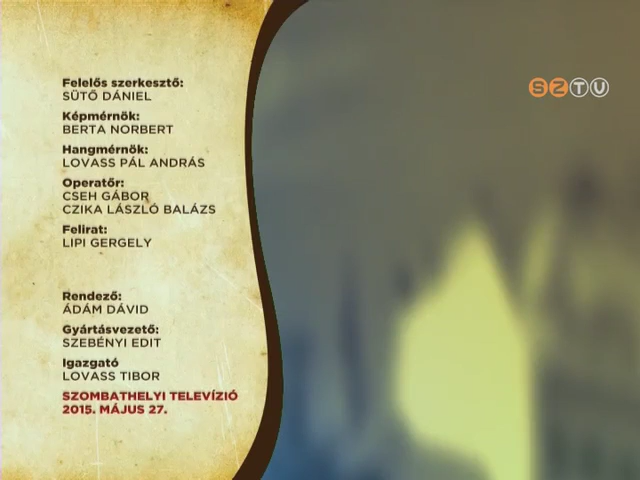 Felelős szerkesztő:
SÜTŐ DÁNIEL
Képmérnök:
BERTA NORBERT
Hangmérnök:
LOVASS PÁL ANDRÁS
Operatőr:
CSEH GÁBOR
CZIKA LÁSZLÓ BALÁZS
Felirat:
LIPI GERGELY
Rendező:
ÁDÁM DÁVID
Gyártásvezető:
SZEBÉNYI EDIT
Igazgató
LOVASS TIBOR
SZOMBATHELYI TELEVÍZIÓ
2015. MÁJUS 27.
SZTV